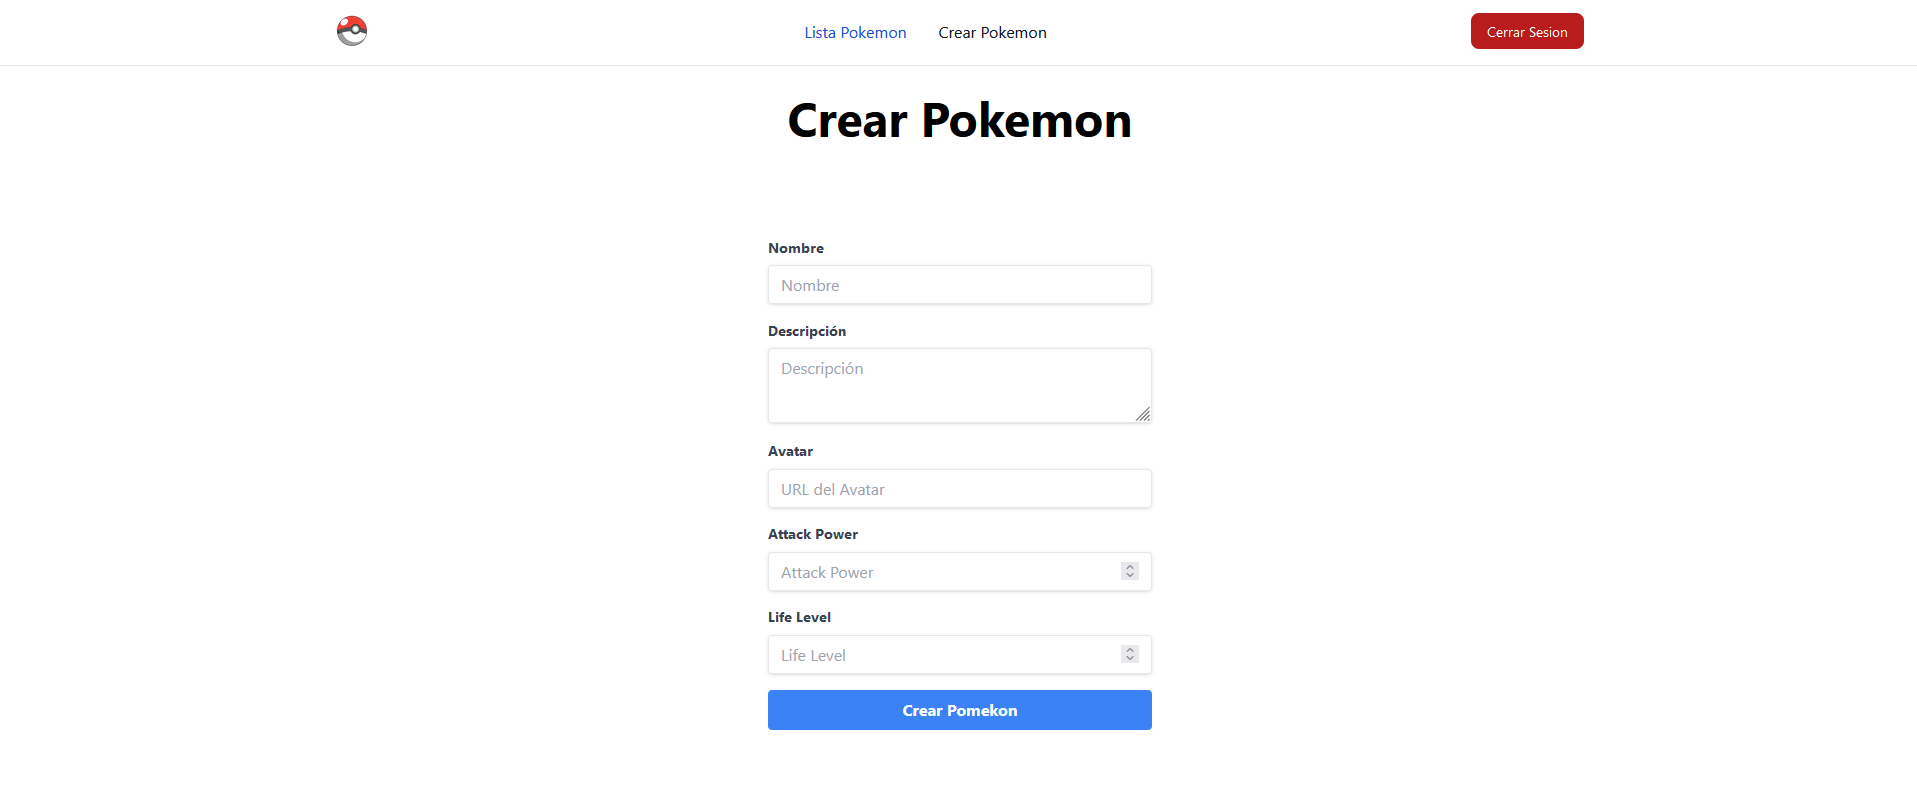 Lista Pokemon
Crear Pokemon
Cerrar Sesion
Crear Pokemon
Nombre
Nombre
Descripción
Descripción
Avatar
URL del Avatar
Attack Power
Attack Power
Life Level
Life Level
Crear Pomekon